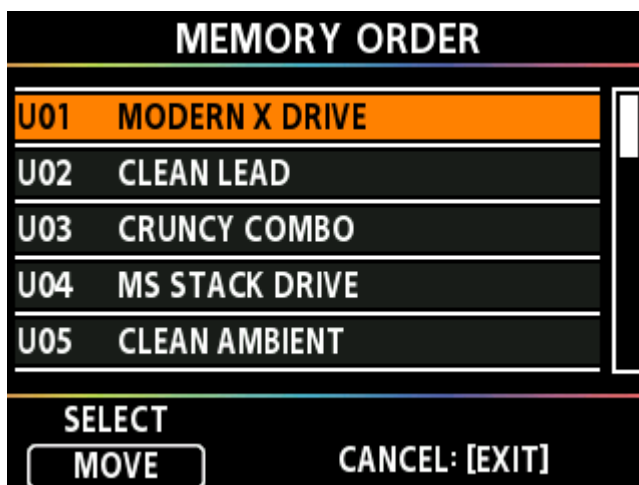 MEMORY ORDER
U01 MODERN X DRIVE
U02 CLEAN LEAD
U03 CRUNCY COMBO
U04 MS STACK DRIVE
U05 CLEAN AMBIENT
SELECT
MOVE CANCEL: [EXIT]